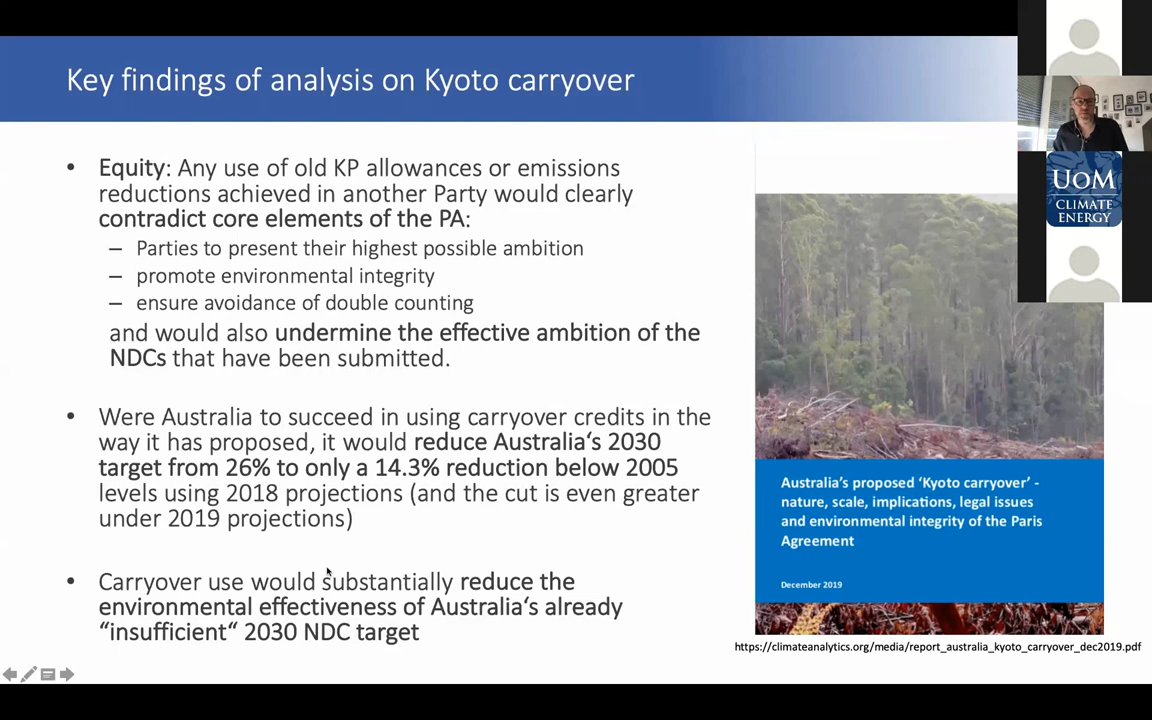 Key findings of analysis on Kyoto carryover
• Equity: Any use of old KP allowances or emissions
reductions achieved in another Party would clearly
contradict core elements of the PA:
– Parties to present their highest possible ambition
– promote environmental integrity
– ensure avoidance of double counting
and would also undermine the effective ambition of the
NDCs that have been submitted.
• Were Australia to succeed in using carryover credits in the
way it has proposed, it would reduce Australia‘s 2030
target from 26% to only a 14.3% reduction below 2005
levels using 2018 projections (and the cut is even greater
under 2019 projections)
• Carryover use would substantially reduce the
environmental effectiveness of Australia‘s already
“insufficient“ 2030 NDC target
UOM
CLIMATE
ENERGY
Australia’s proposed ‘Kyoto carryover’ -
nature, scale, implications, legal issues
and environmental integrity of the Paris
Agreement
December 2019
https://climateanalytics.org/media/report_australia_kyoto_carryover_dec2019.pdf